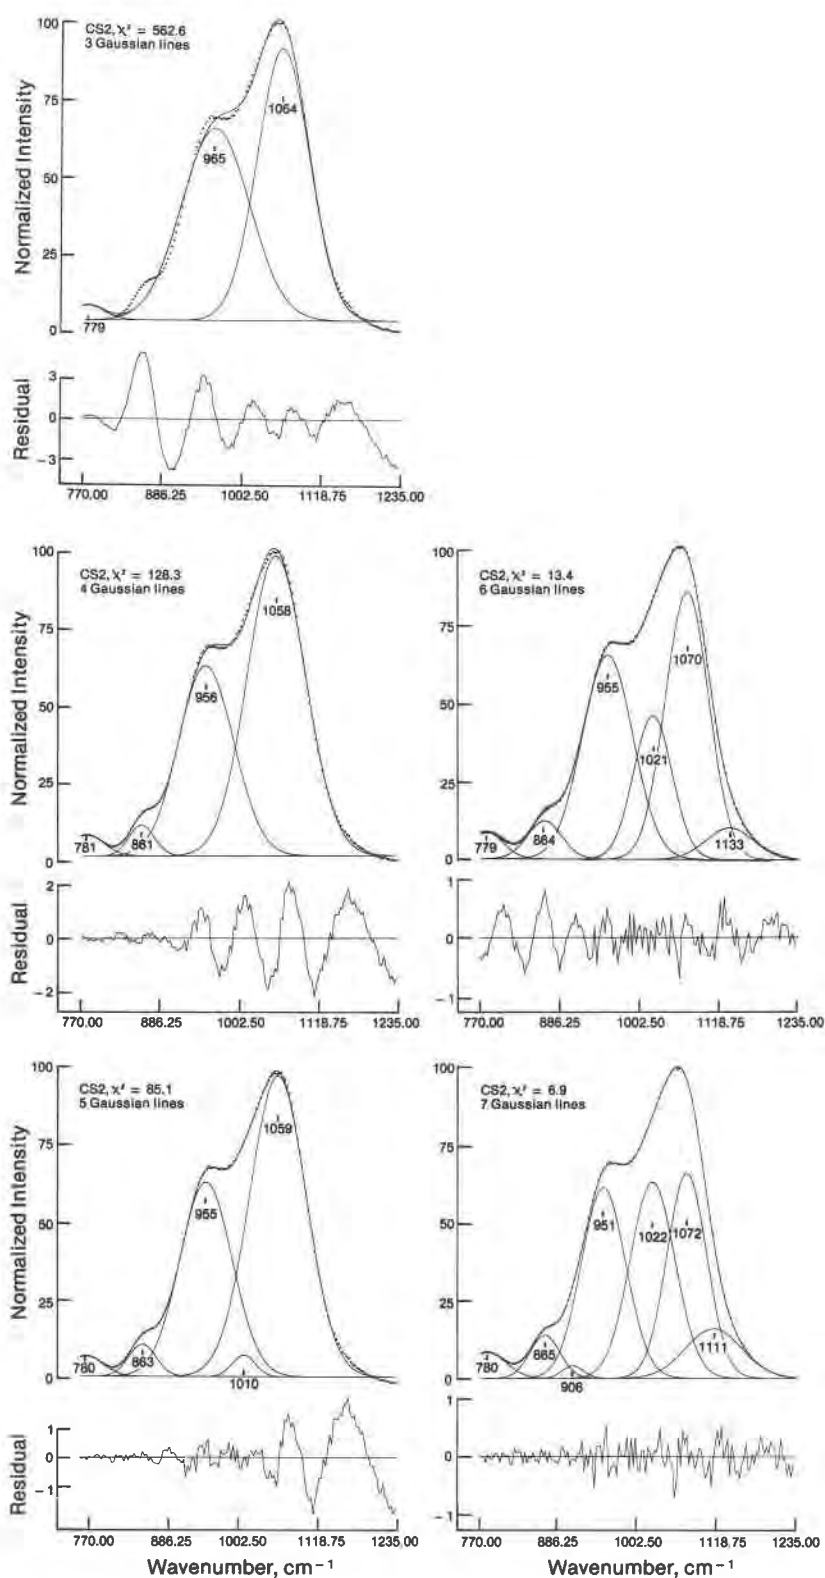 CS2, χ² = 562.6
3 Gaussian lines
Normalized Intensity
100
75
50
25
0
965
1064
779
Residual
3
0
−3
770.00 886.25 1002.50 1118.75 1235.00
CS2, χ² = 128.3
4 Gaussian lines
Normalized Intensity
100
75
50
25
0
1058
956
781
861
Residual
2
0
−2
770.00 886.25 1002.50 1118.75 1235.00
CS2, χ² = 13.4
6 Gaussian lines
100
75
50
25
0
1070
955
1021
779
864
1133
1
0
−1
770.00 886.25 1002.50 1118.75 1235.00
CS2, χ² = 85.1
5 Gaussian lines
Normalized Intensity
100
75
50
25
0
1059
955
780
863
1010
Residual
1
0
−1
770.00 886.25 1002.50 1118.75 1235.00
Wavenumber, cm⁻¹
CS2, χ² = 6.9
7 Gaussian lines
100
75
50
25
0
951
1022
1072
780
865
906
1111
1
0
−1
770.00 886.25 1002.50 1118.75 1235.00
Wavenumber, cm⁻¹